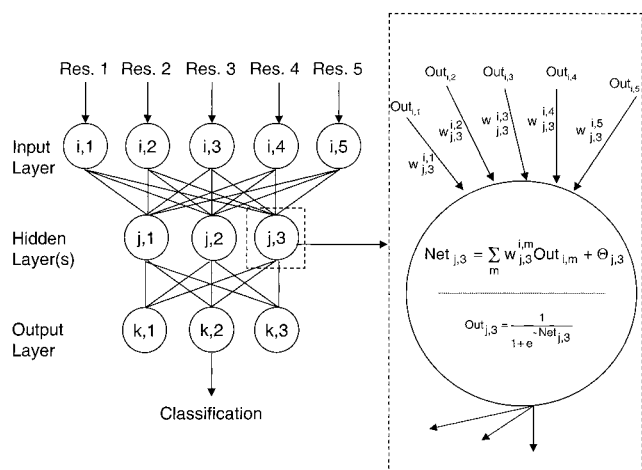 Res. 1 Res. 2 Res. 3 Res. 4 Res. 5
Input
Layer
i,1 i,2 i,3 i,4 i,5
Hidden
Layer(s)
j,1 j,2 j,3
Output
Layer
k,1 k,2 k,3
Classification
Out i,1 Out i,2 Out i,3 Out i,4 Out i,5
w i,1 j,3 w i,2 j,3 w i,3 j,3 w i,4 j,3 w i,5 j,3
Net j,3 = ∑ m w i,m j,3 Out i,m + Θ j,3
Out j,3 = 1 / 1+e -Net j,3